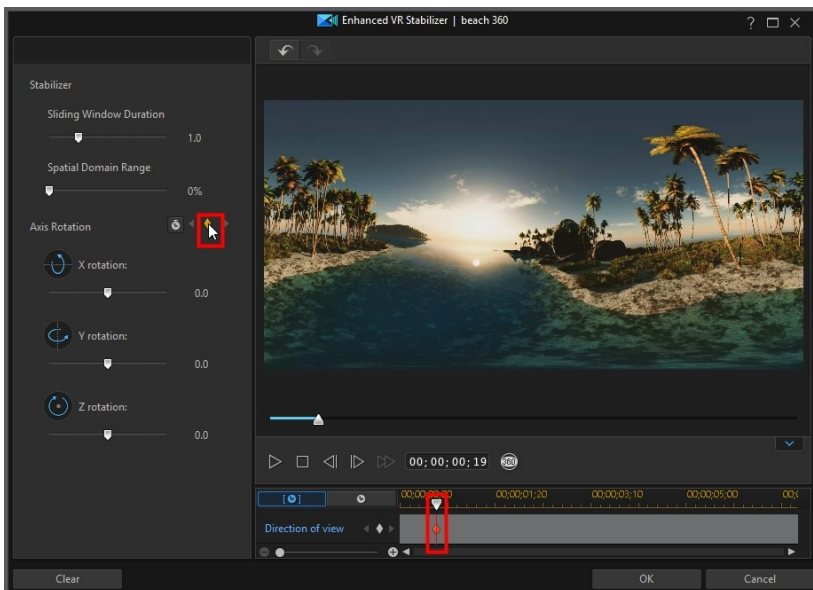 Enhanced VR Stabilizer | beach 360
Stabilizer
Sliding Window Duration
1.0
Spatial Domain Range
0%
Axis Rotation
X rotation:
0.0
Y rotation:
0.0
Z rotation:
0.0
00;00;00;19
360
00;00;01;20 00;00;03;10 00;00;05;00
Direction of view
Clear OK Cancel